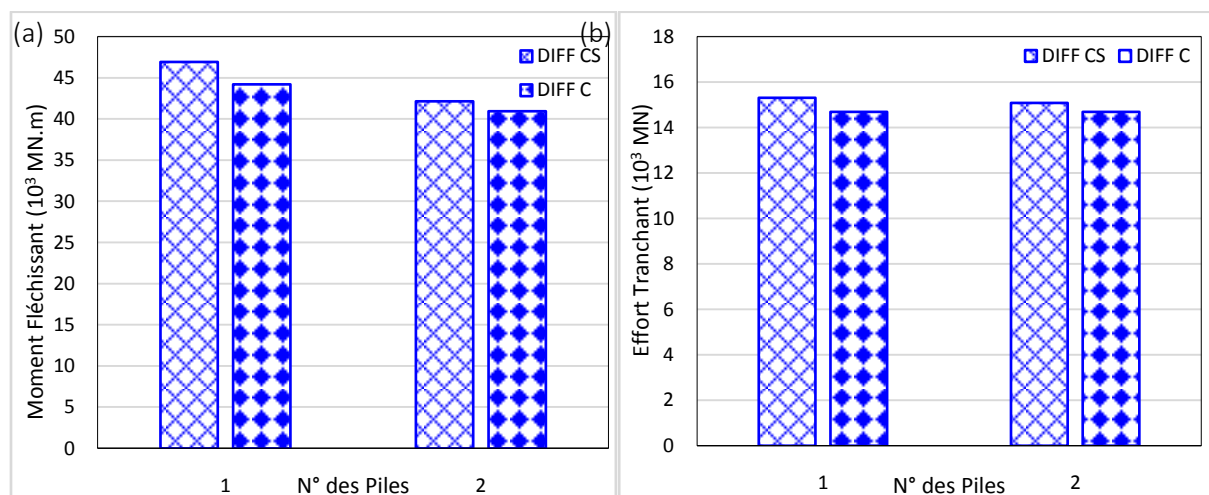 (a)
Moment Fléchissant (10³ MN.m)
50
45
40
35
30
25
20
15
10
5
0
DIFF CS
DIFF C
1
N° des Piles
2
(b)
Effort Tranchant (10³ MN)
18
16
14
12
10
8
6
4
2
0
DIFF CS DIFF C
1
N° des Piles
2